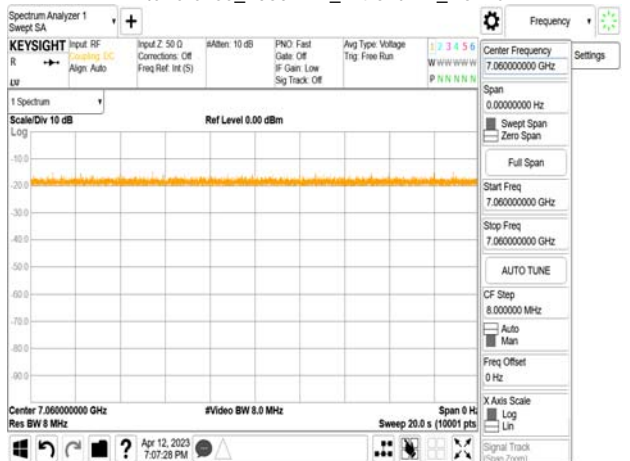 Spectrum Analyzer 1
Swept SA
Frequency
KEYSIGHT
R
Input: RF
Coupling: DC
Align: Auto
Input Z: 50 Ω
Corrections: Off
Freq Ref: Int (S)
#Atten: 10 dB
PNO: Fast
Gate: Off
IF Gain: Low
Sig Track: Off
Avg Type: Voltage
Trig: Free Run
1 2 3 4 5 6
W W W W W W
P N N N N N
Settings
Center Frequency
7.060000000 GHz
Span
0.00000000 Hz
Swept Span
Zero Span
Full Span
Start Freq
7.060000000 GHz
Stop Freq
7.060000000 GHz
AUTO TUNE
CF Step
8.000000 MHz
Auto
Man
Freq Offset
0 Hz
X Axis Scale
Log
Lin
Signal Track
(Span Zoom)
1 Spectrum
Scale/Div 10 dB
Ref Level 0.00 dBm
Log
-10.0
-20.0
-30.0
-40.0
-50.0
-60.0
-70.0
-80.0
-90.0
Center 7.060000000 GHz
#Video BW 8.0 MHz
Span 0 Hz
Res BW 8 MHz
Sweep 20.0 s (10001 pts
Apr 12, 2023
7:07:28 PM